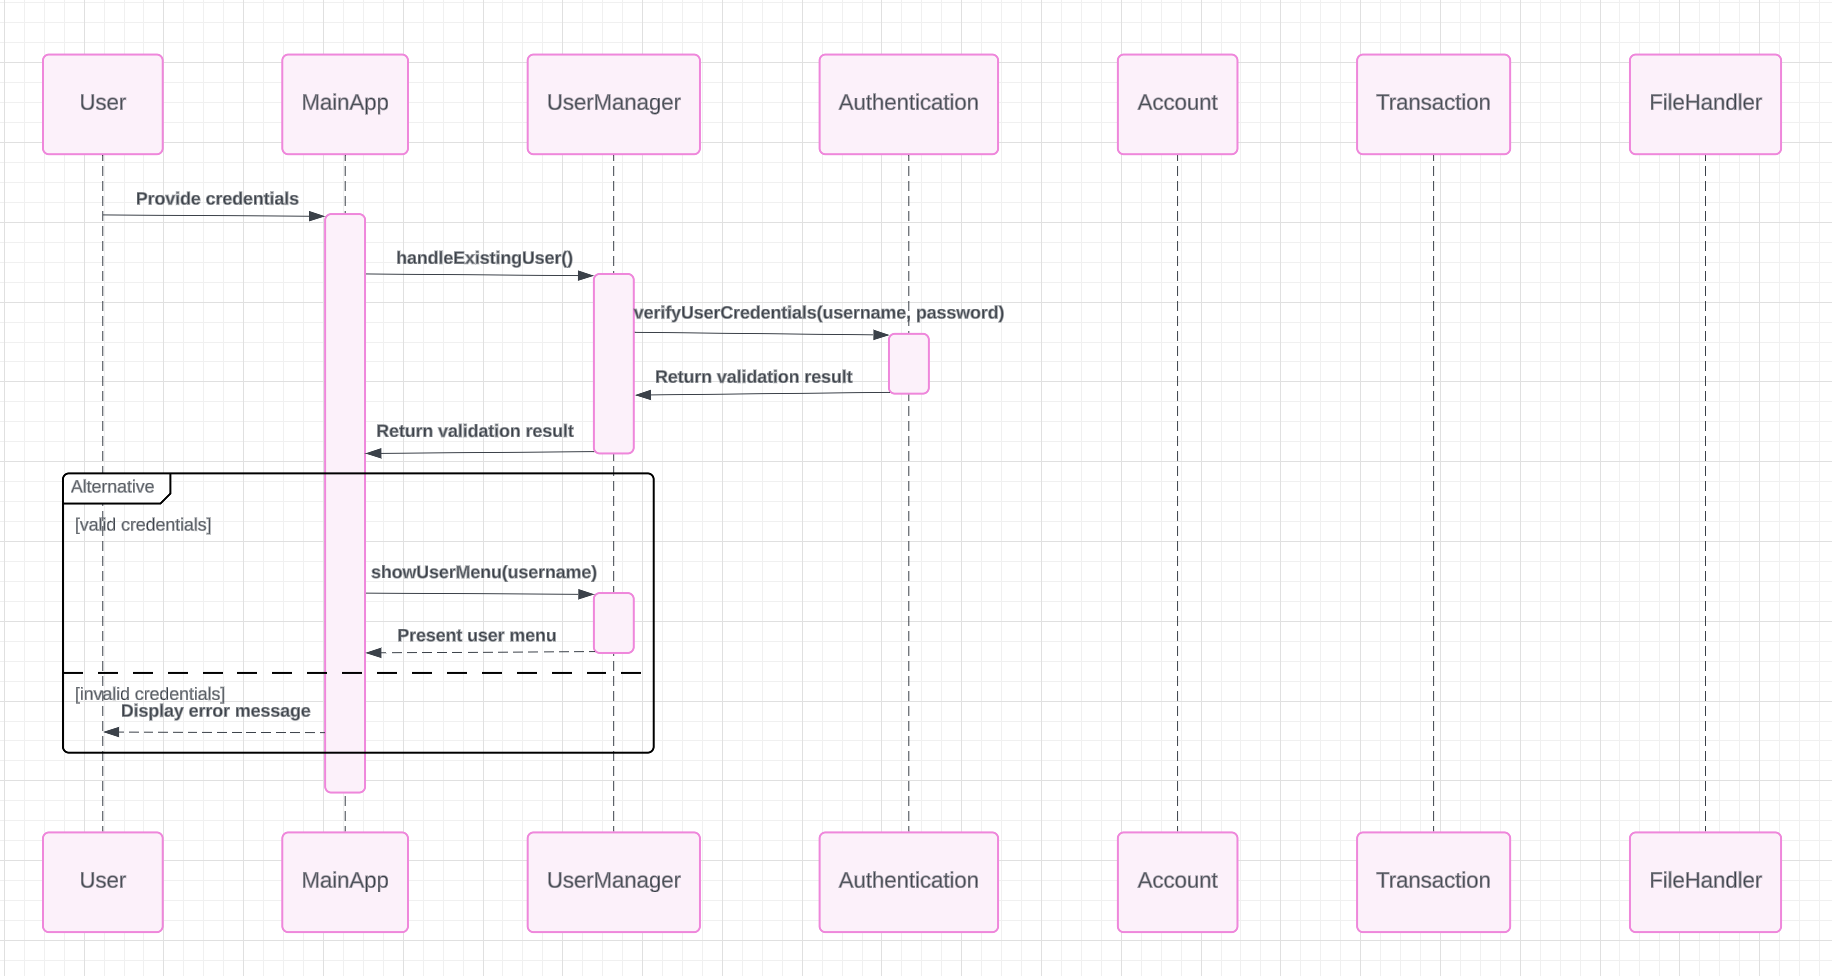 User
MainApp
UserManager
Authentication
Account
Transaction
FileHandler
Provide credentials
handleExistingUser()
verifyUserCredentials(username, password)
Return validation result
Return validation result
Alternative
[valid credentials]
showUserMenu(username)
Present user menu
[invalid credentials]
Display error message
User
MainApp
UserManager
Authentication
Account
Transaction
FileHandler